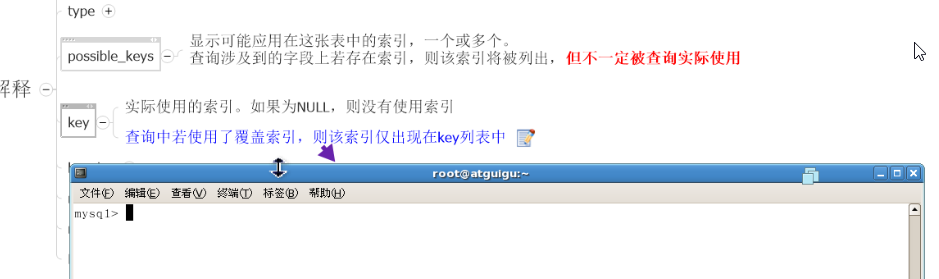 type
possible_keys
显示可能应用在这张表中的索引，一个或多个。
查询涉及到的字段上若存在索引，则该索引将被列出，但不一定被查询实际使用
解释
key
实际使用的索引。如果为NULL，则没有使用索引
查询中若使用了覆盖索引，则该索引仅出现在key列表中
root@atguigu:~
文件(F) 编辑(E) 查看(V) 终端(T) 标签(B) 帮助(H)
mysql>